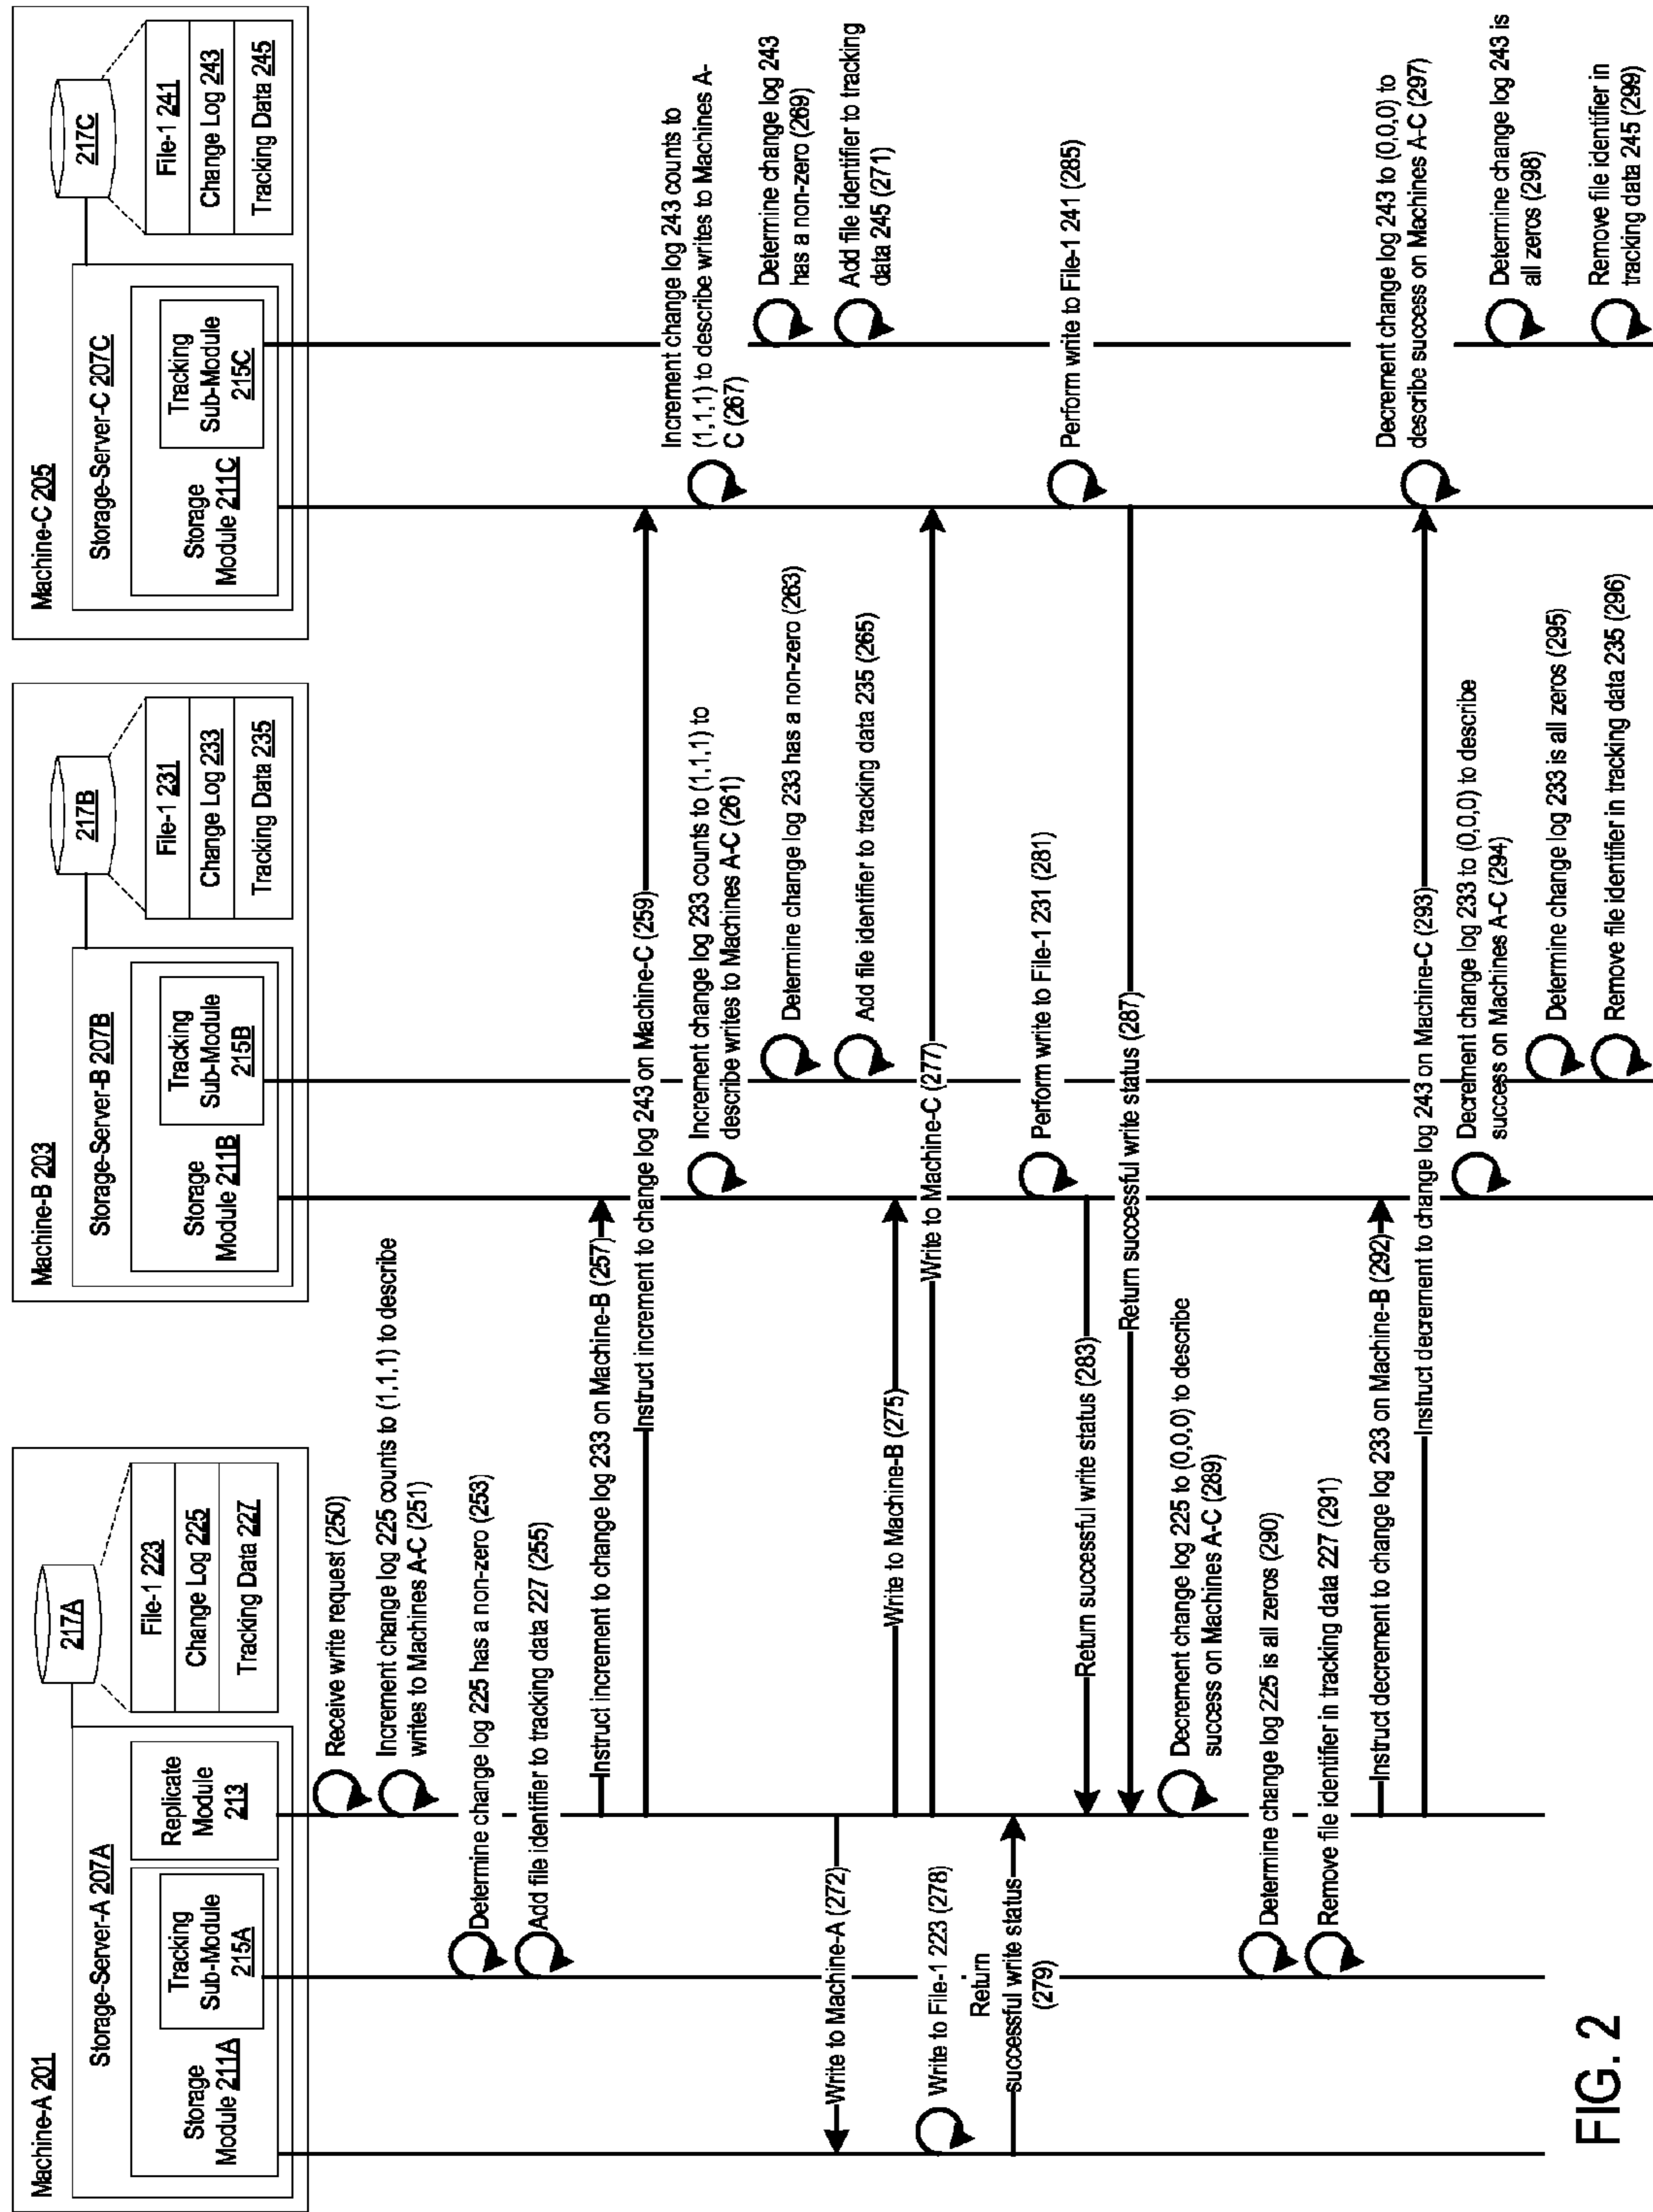 Machine-A 201
Storage-Server-A 207A
Storage
Module 211A
Tracking
Sub-Module
215A
Replicate
Module
213
217A
File-1 223
Change Log 225
Tracking Data 227
Machine-B 203
Storage-Server-B 207B
Storage
Module 211B
Tracking
Sub-Module
215B
217B
File-1 231
Change Log 233
Tracking Data 235
Machine-C 205
Storage-Server-C 207C
Storage
Module 211C
Tracking
Sub-Module
215C
217C
File-1 241
Change Log 243
Tracking Data 245
Receive write request (250)
Increment change log 225 counts to (1,1,1) to describe
writes to Machines A-C (251)
Determine change log 225 has a non-zero (253)
Add file identifier to tracking data 227 (255)
Instruct increment to change log 233 on Machine-B (257)
Instruct increment to change log 243 on Machine-C (259)
Increment change log 233 counts to (1,1,1) to
describe writes to Machines A-C (261)
Increment change log 243 counts to
(1,1,1) to describe writes to Machines A-
C (267)
Determine change log 233 has a non-zero (263)
Determine change log 243
has a non-zero (269)
Add file identifier to tracking data 235 (265)
Add file identifier to tracking
data 245 (271)
Write to Machine-A (272)
Write to Machine-B (275)
Write to Machine-C (277)
Write to File-1 223 (278)
Return
successful write status
(279)
Perform write to File-1 231 (281)
Perform write to File-1 241 (285)
Return successful write status (283)
Return successful write status (287)
Decrement change log 225 to (0,0,0) to describe
success on Machines A-C (289)
Determine change log 225 is all zeros (290)
Remove file identifier in tracking data 227 (291)
Instruct decrement to change log 233 on Machine-B (292)
Instruct decrement to change log 243 on Machine-C (293)
Decrement change log 233 to (0,0,0) to describe
success on Machines A-C (294)
Decrement change log 243 to (0,0,0) to
describe success on Machines A-C (297)
Determine change log 233 is all zeros (295)
Determine change log 243 is
all zeros (298)
Remove file identifier in tracking data 235 (296)
Remove file identifier in
tracking data 245 (299)
FIG. 2